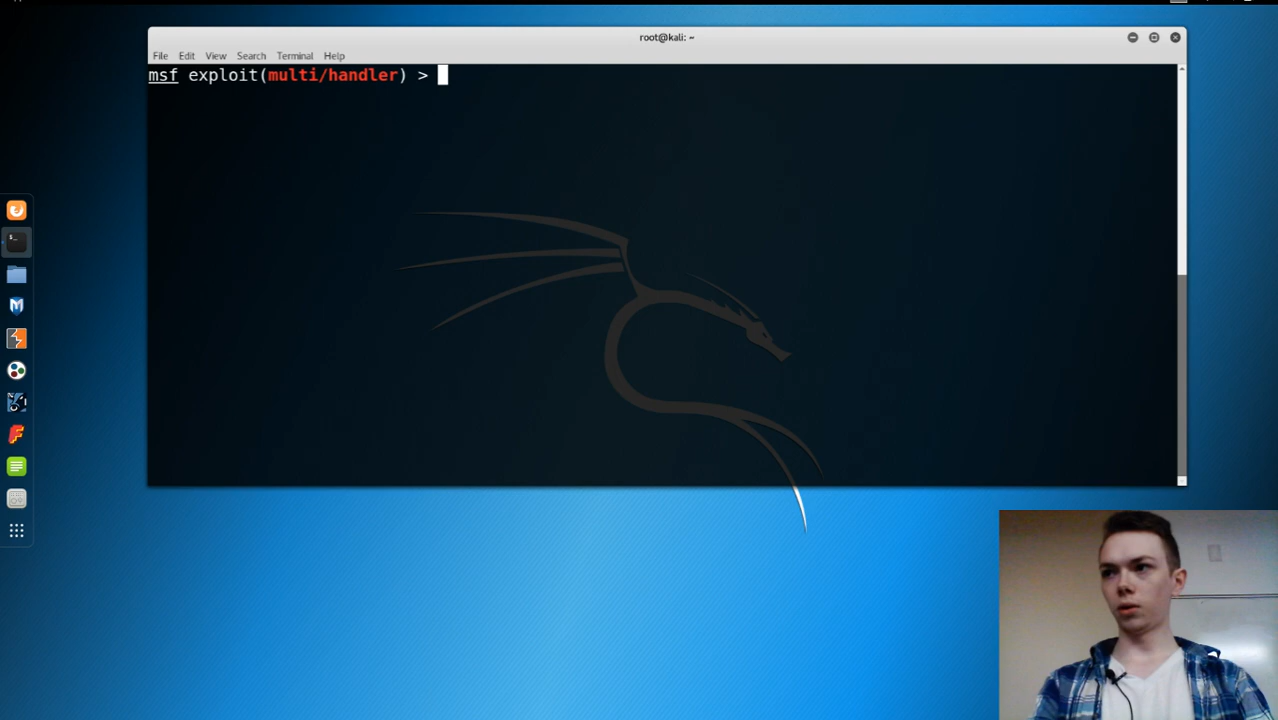 root@kali: ~
File Edit View Search Terminal Help
msf exploit(multi/handler) >